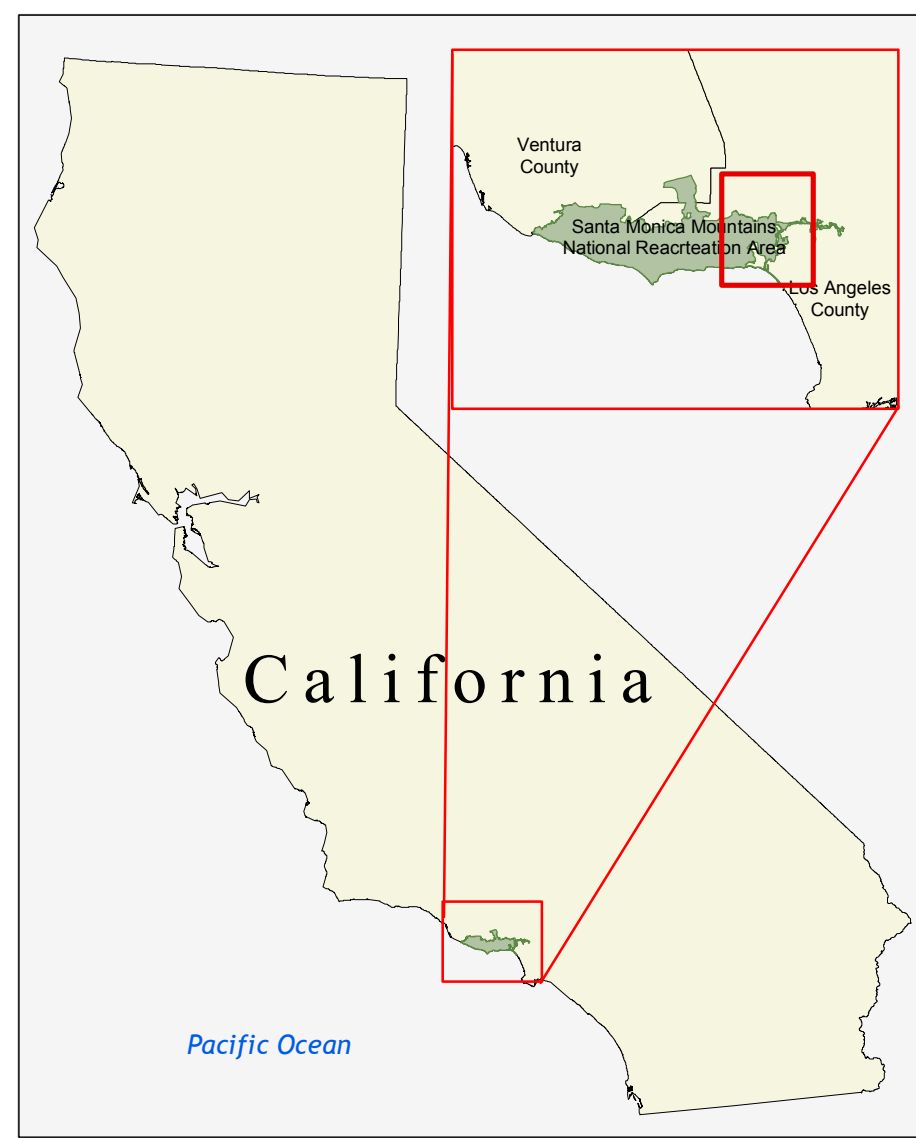 Ventura
County
Santa Monica Mountains
National Reacrteation Area
Los Angeles
County
California
Pacific Ocean